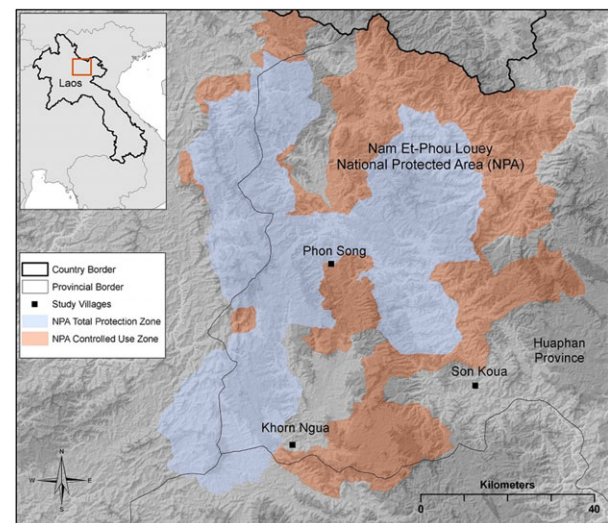 Laos
Nam Et-Phou Louey
National Protected Area (NPA)
Phon Song
Country Border
Provincial Border
Study Villages
NPA Total Protection Zone
NPA Controlled Use Zone
Huaphan
Province
Son Koua
Khorn Ngua
N
W E
S
Kilometers
0 40